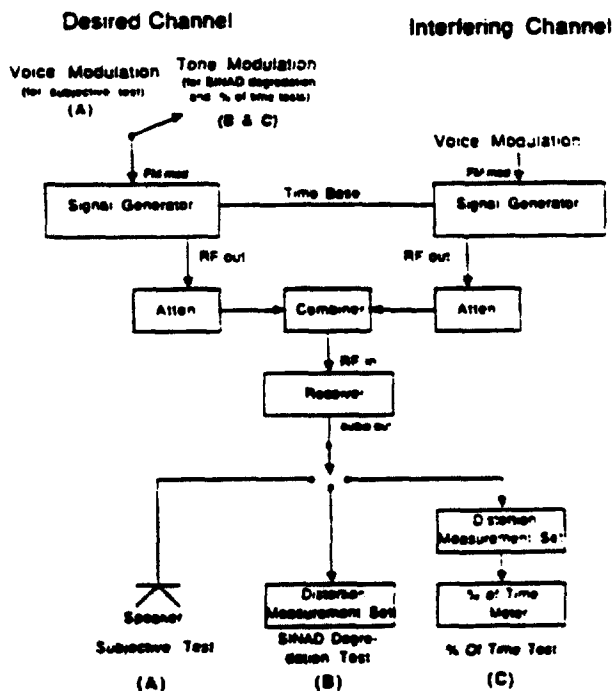 Desired Channel
Interfering Channel
Voice Modulation
(for subjective test)
(A)
Tone Modulation
(for SINAD degradation
and % of time tests)
(B & C)
Voice Modulation
FM mod
FM mod
Signal Generator
Time Base
Signal Generator
RF out
RF out
Atten
Combiner
Atten
RF in
Receiver
audio out
Distortion
Measurement Set
Speaker
Distortion
Measurement Set
% of Time
Meter
Subjective Test
SINAD Degre-
dation Test
% Of Time Test
(A)
(B)
(C)